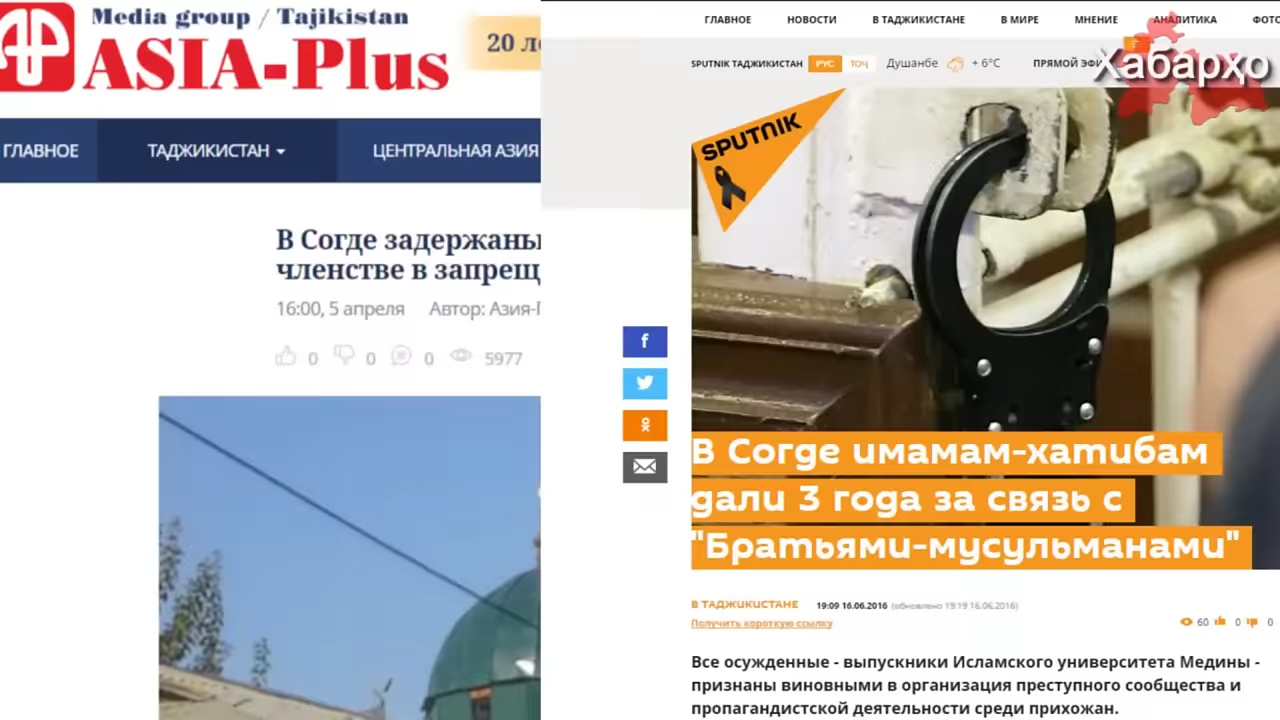 Media group / Tajikistan
ASIA-Plus
20
ГЛАВНОЕ
ТАДЖИКИСТАН
ЦЕНТРАЛЬНАЯ АЗИЯ
В Согде задержаны
членстве в запрещ
16:00, 5 апреля Автор: Азия-
0 0 0 5977
ГЛАВНОЕ НОВОСТИ В ТАДЖИКИСТАНЕ В МИРЕ МНЕНИЕ АНАЛИТИКА ФОТО
SPUTNIK ТАДЖИКИСТАН РУС ТОҶ Душанбе + 6°C ПРЯМОЙ ЭФИ
Хабарҳо
SPUTNIK
f
В Согде имамам-хатибам
дали 3 года за связь с
"Братьями-мусульманами"
В ТАДЖИКИСТАНЕ 19:09 16.06.2016 (обновлено 19:19 16.06.2016)
Получить короткую ссылку
60 0 0
Все осужденные - выпускники Исламского университета Медины -
признаны виновными в организация преступного сообщества и
пропагандистской деятельности среди прихожан.